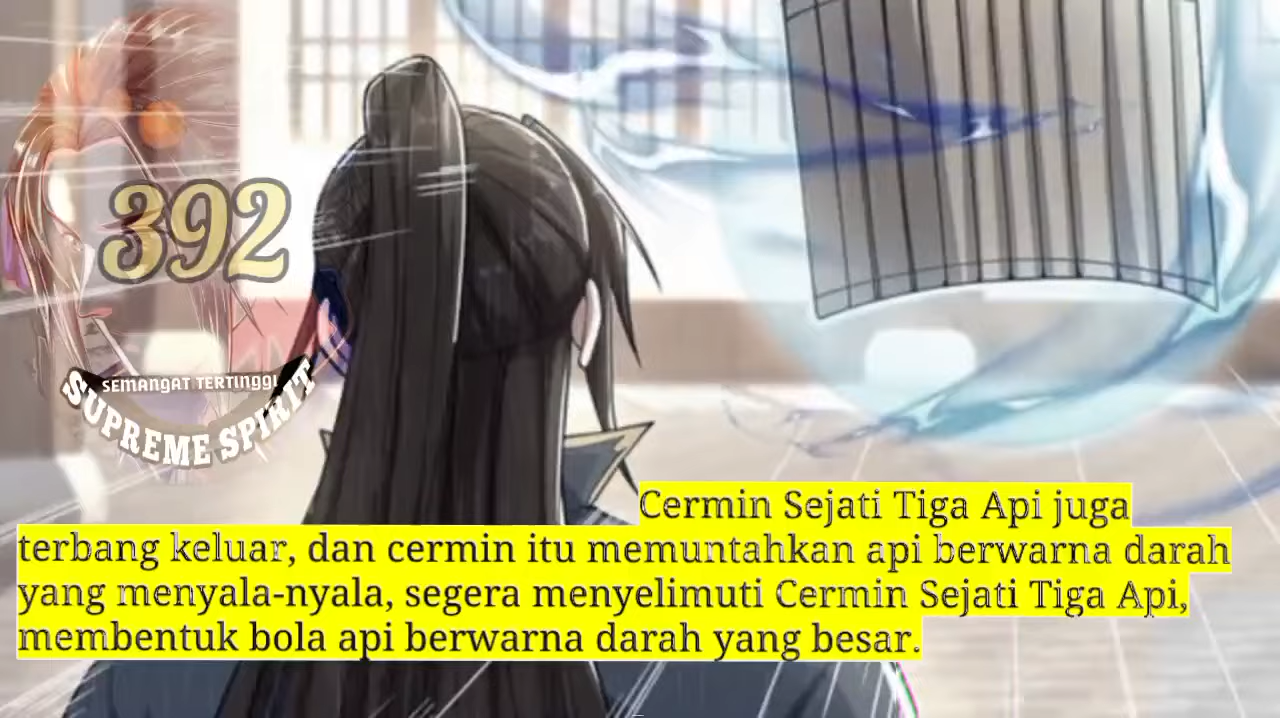 392
SEMANGAT TERTINGGI
SUPREME SPIRIT
Cermin Sejati Tiga Api juga
terbang keluar, dan cermin itu memuntahkan api berwarna darah
yang menyala-nyala, segera menyelimuti Cermin Sejati Tiga Api,
membentuk bola api berwarna darah yang besar.